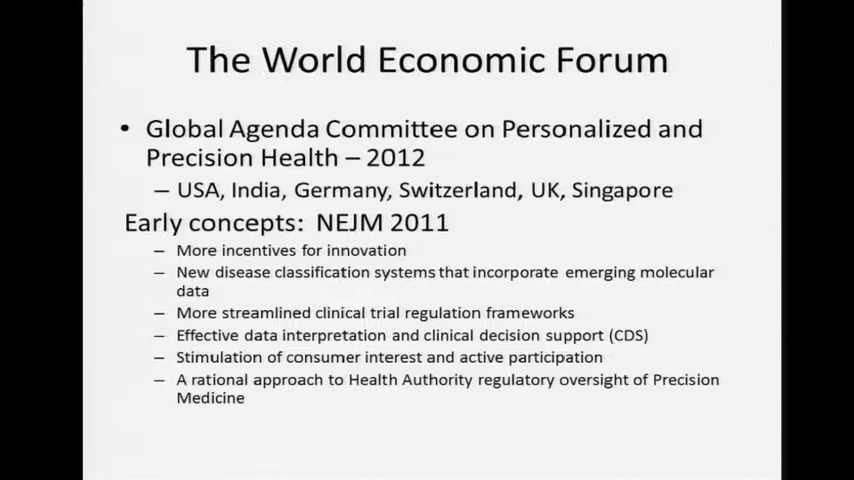 The World Economic Forum
• Global Agenda Committee on Personalized and
Precision Health – 2012
– USA, India, Germany, Switzerland, UK, Singapore
Early concepts: NEJM 2011
– More incentives for innovation
– New disease classification systems that incorporate emerging molecular
data
– More streamlined clinical trial regulation frameworks
– Effective data interpretation and clinical decision support (CDS)
– Stimulation of consumer interest and active participation
– A rational approach to Health Authority regulatory oversight of Precision
Medicine